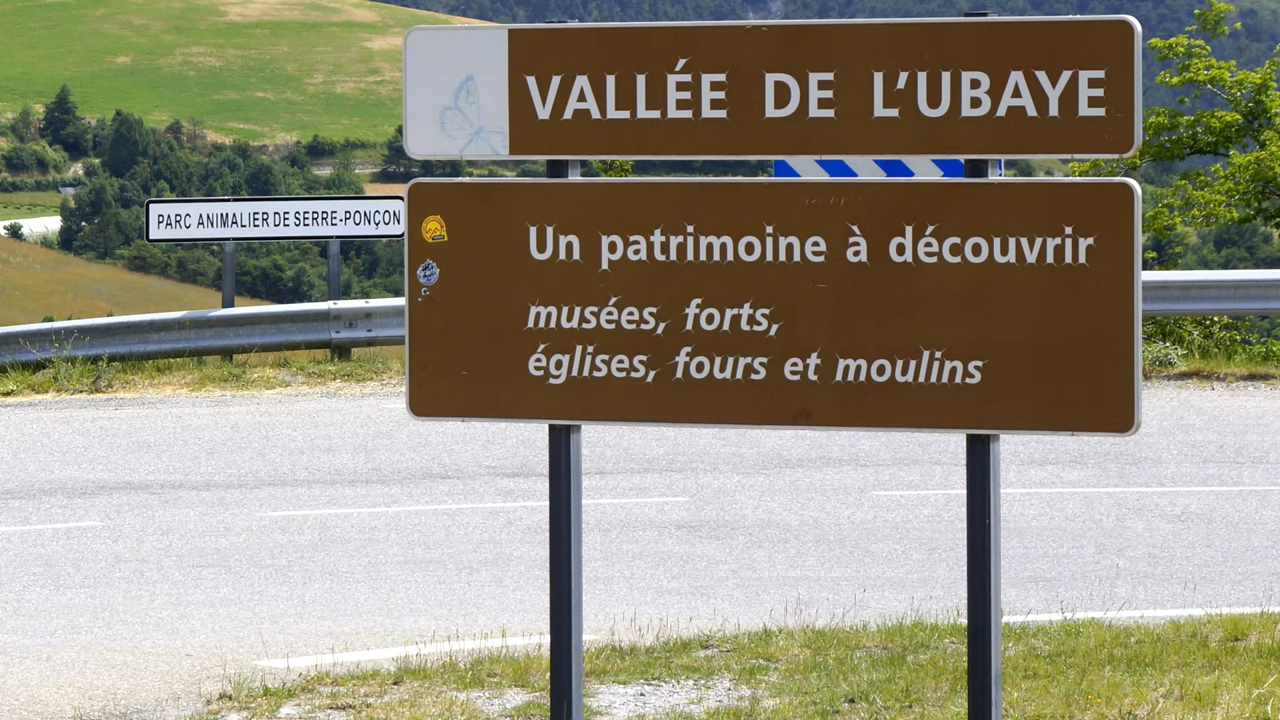 VALLÉE DE L'UBAYE
PARC ANIMALIER DE SERRE-PONÇON
Un patrimoine à découvrir
musées, forts,
églises, fours et moulins